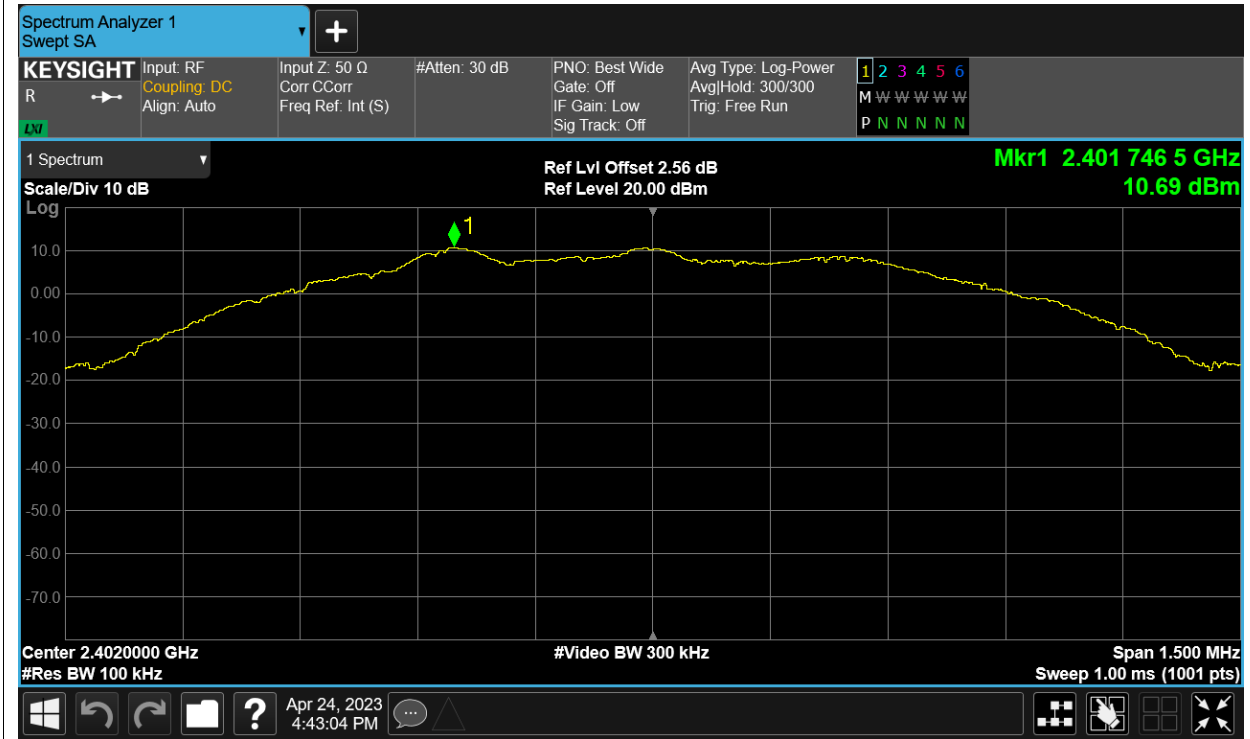 Spectrum Analyzer 1
Swept SA
+
KEYSIGHT
R
LXI
Input: RF
Coupling: DC
Align: Auto
Input Z: 50 Ω
Corr CCorr
Freq Ref: Int (S)
#Atten: 30 dB
PNO: Best Wide
Gate: Off
IF Gain: Low
Sig Track: Off
Avg Type: Log-Power
Avg|Hold: 300/300
Trig: Free Run
1 2 3 4 5 6
M W W W W W
P N N N N N
1 Spectrum
Scale/Div 10 dB
Log
Ref Lvl Offset 2.56 dB
Ref Level 20.00 dBm
Mkr1 2.401 746 5 GHz
10.69 dBm
1
10.0
0.00
-10.0
-20.0
-30.0
-40.0
-50.0
-60.0
-70.0
Center 2.4020000 GHz
#Res BW 100 kHz
#Video BW 300 kHz
Span 1.500 MHz
Sweep 1.00 ms (1001 pts)
?
Apr 24, 2023
4:43:04 PM